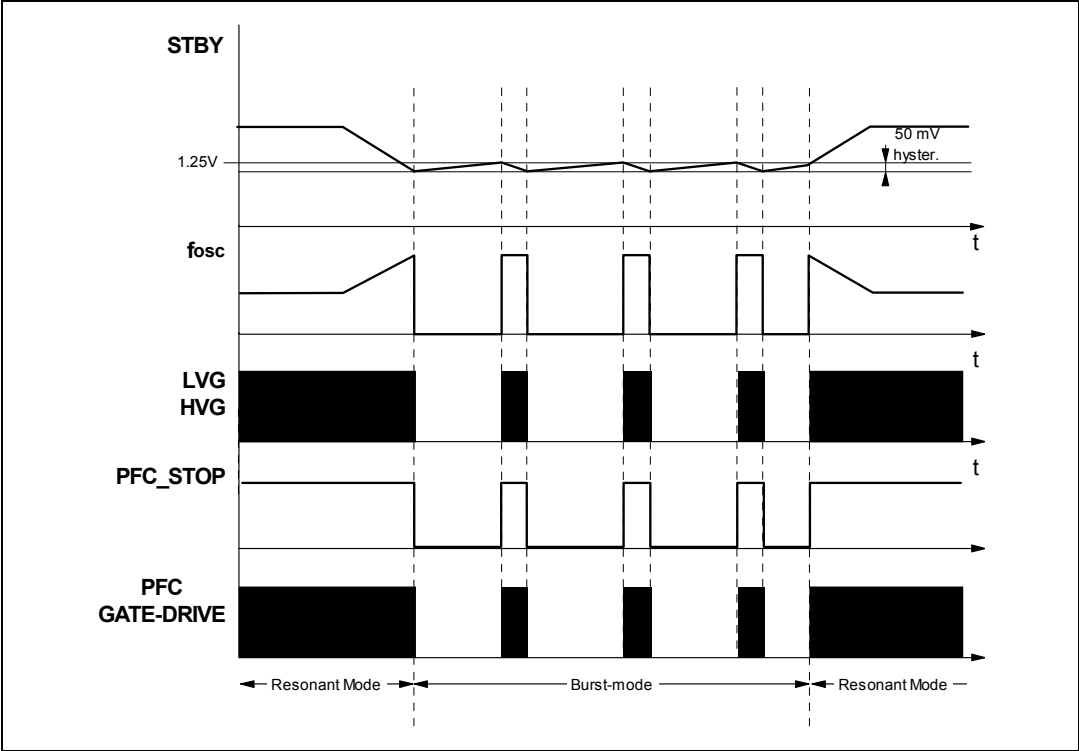 STBY
50 mV
hyster.
1.25V
t
fosc
t
LVG
HVG
t
PFC_STOP
PFC
GATE-DRIVE
Resonant Mode
Burst-mode
Resonant Mode